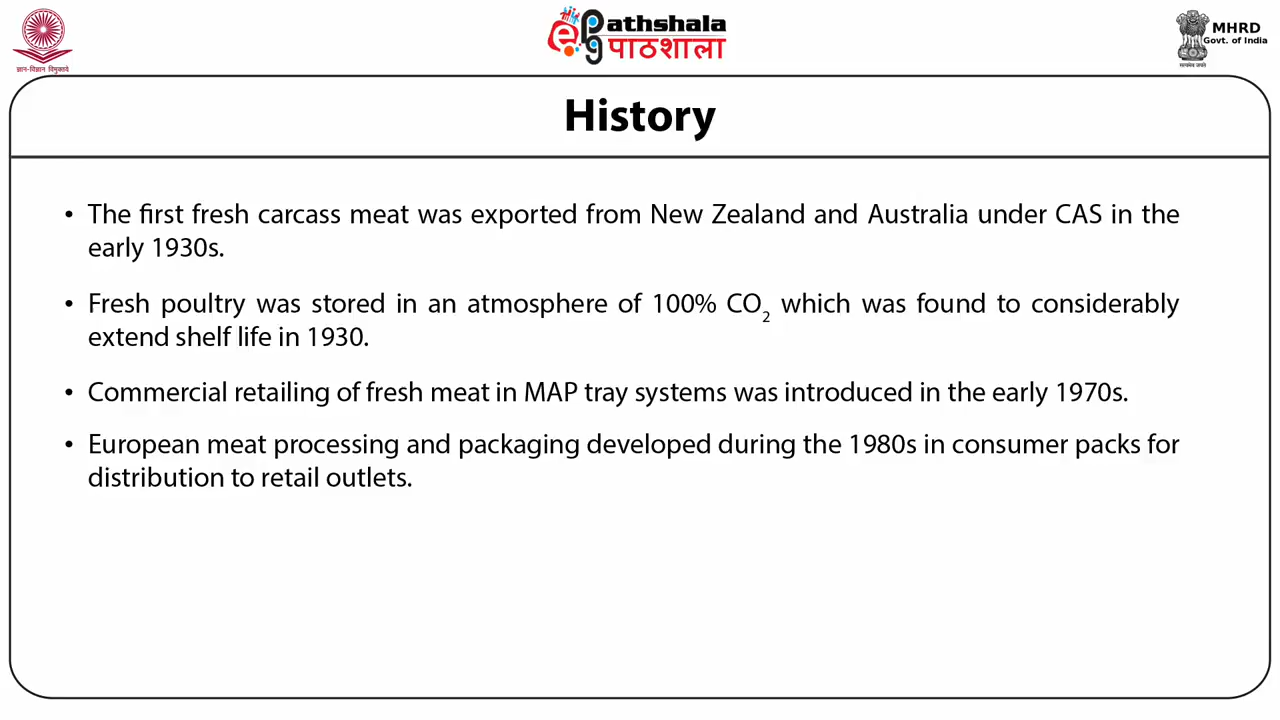 ज्ञान-विज्ञान विमुक्तये
ePathshala
पाठशाला
MHRD
Govt. of India
सत्यमेव जयते
History
• The first fresh carcass meat was exported from New Zealand and Australia under CAS in the
early 1930s.
• Fresh poultry was stored in an atmosphere of 100% CO₂ which was found to considerably
extend shelf life in 1930.
• Commercial retailing of fresh meat in MAP tray systems was introduced in the early 1970s.
• European meat processing and packaging developed during the 1980s in consumer packs for
distribution to retail outlets.